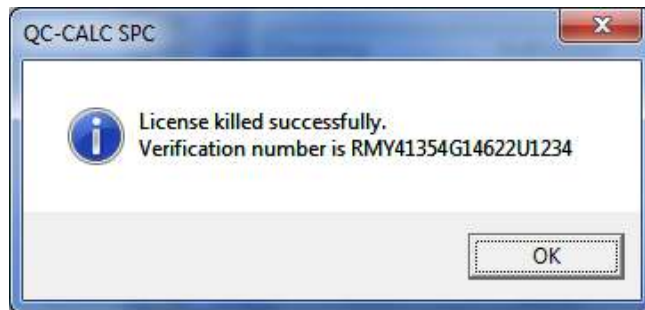 QC-CALC SPC
License killed successfully.
Verification number is RMY41354G14622U1234
OK